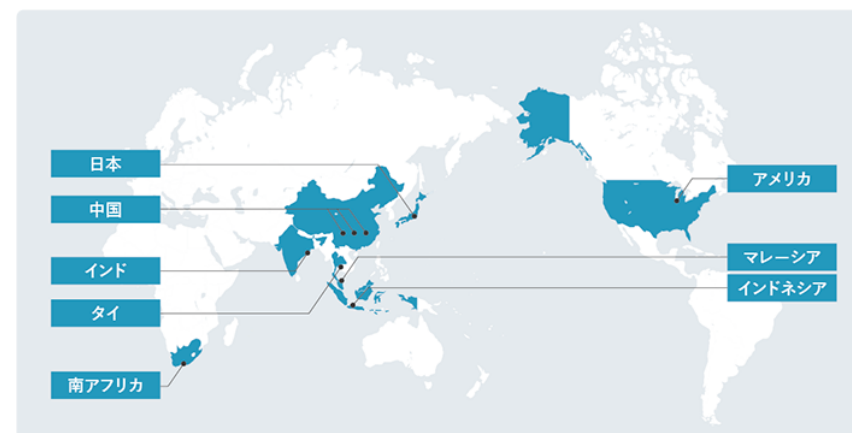 日本
中国
インド
タイ
南アフリカ
アメリカ
マレーシア
インドネシア